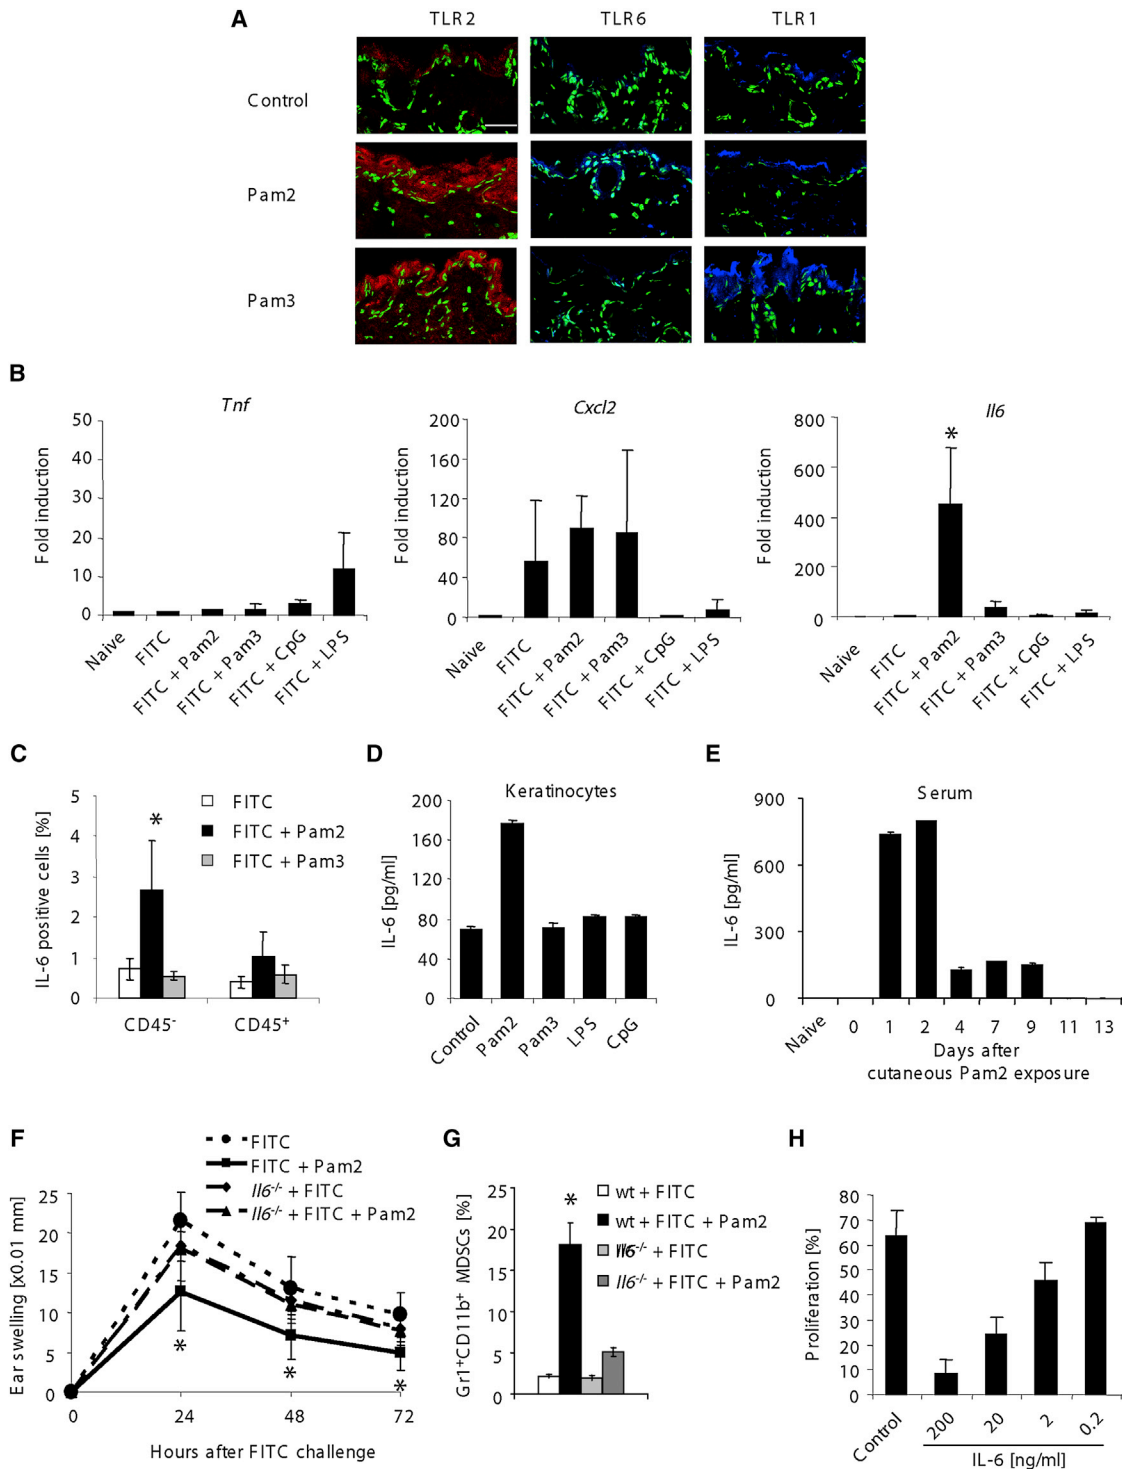 A
TLR2 TLR6 TLR1
Control
Pam2
Pam3
B
Tnf
Fold induction
50
40
30
20
10
0
Naive
FITC
FITC + Pam2
FITC + Pam3
FITC + CpG
FITC + LPS
Cxcl2
Fold induction
200
160
120
80
40
0
Naive
FITC
FITC + Pam2
FITC + Pam3
FITC + CpG
FITC + LPS
Il6
Fold induction
800
600
400
200
0
*
Naive
FITC
FITC + Pam2
FITC + Pam3
FITC + CpG
FITC + LPS
C
IL-6 positive cells [%]
5
4
3
2
1
0
*
FITC
FITC + Pam2
FITC + Pam3
CD45⁻ CD45⁺
D
Keratinocytes
IL-6 [pg/ml]
200
160
120
80
40
0
Control
Pam2
Pam3
LPS
CpG
E
Serum
IL-6 [pg/ml]
900
600
300
0
Naive 0 1 2 4 7 9 11 13
Days after
cutaneous Pam2 exposure
F
FITC
FITC + Pam2
Il6⁻/⁻ + FITC
Il6⁻/⁻ + FITC + Pam2
Ear swelling [x0.01 mm]
25
20
15
10
5
0
* * *
0 24 48 72
Hours after FITC challenge
G
Gr1⁺CD11b⁺ MDSCs [%]
25
20
15
10
5
0
*
wt + FITC
wt + FITC + Pam2
Il6⁻/⁻ + FITC
Il6⁻/⁻ + FITC + Pam2
H
Proliferation [%]
80
70
60
50
40
30
20
10
0
Control
200
20
2
0.2
IL-6 [ng/ml]